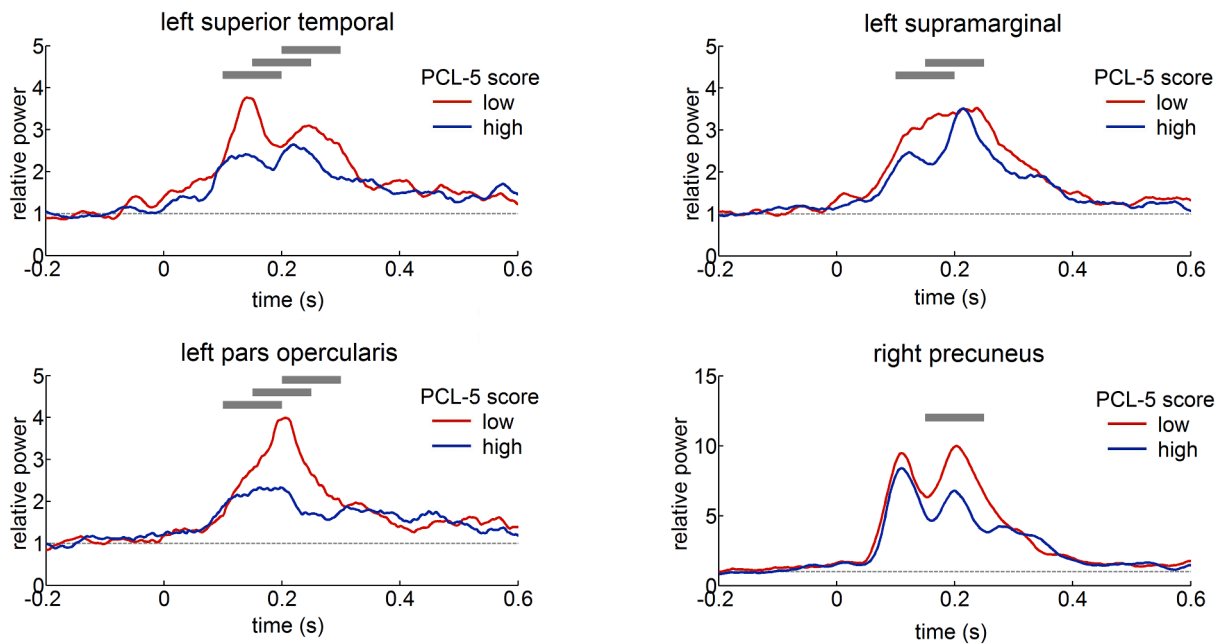 left superior temporal
5
4
3
2
1
0
relative power
PCL-5 score
low
high
-0.2 0 0.2 0.4 0.6
time (s)
left supramarginal
5
4
3
2
1
0
relative power
PCL-5 score
low
high
-0.2 0 0.2 0.4 0.6
time (s)
left pars opercularis
5
4
3
2
1
0
relative power
PCL-5 score
low
high
-0.2 0 0.2 0.4 0.6
time (s)
right precuneus
15
10
5
0
relative power
PCL-5 score
low
high
-0.2 0 0.2 0.4 0.6
time (s)